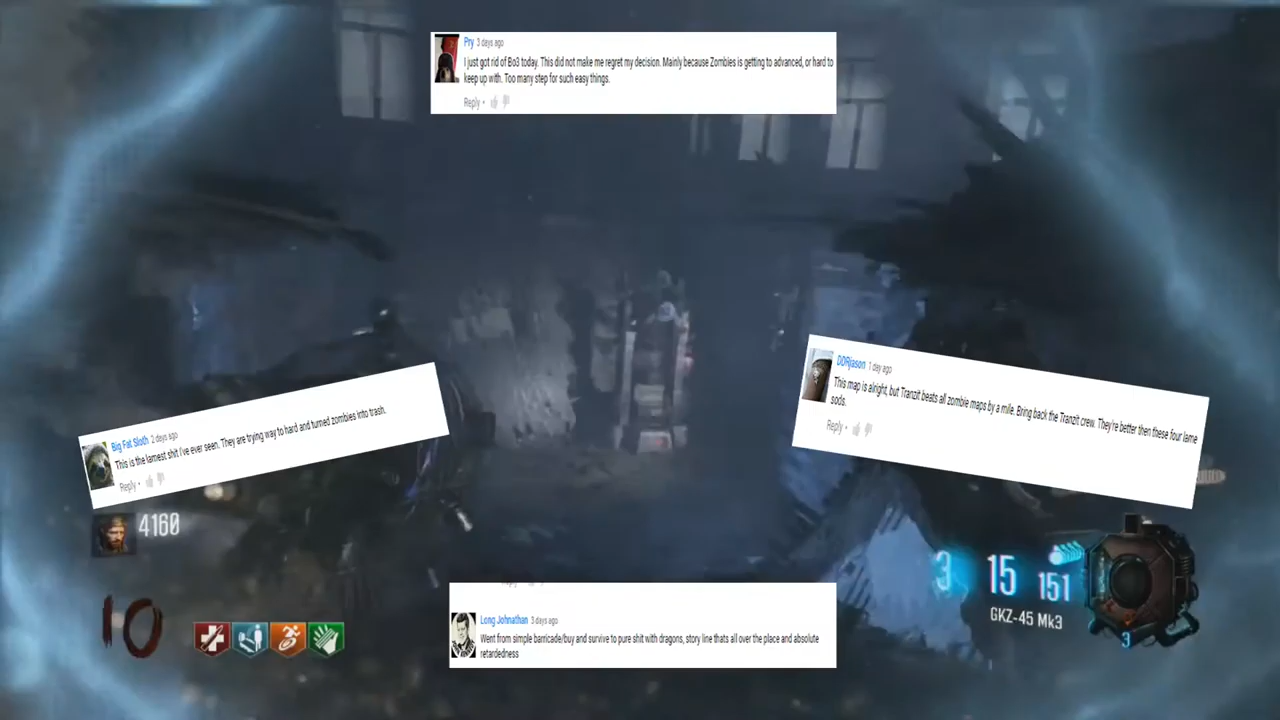 Pry 3 days ago
I just got rid of Bo3 today. This did not make me regret my decision. Mainly because Zombies is getting to advanced, or hard to
keep up with. Too many step for such easy things.
Reply •
Big Fat Sloth 2 days ago
This is the lamest shit I've ever seen. They are trying way to hard and turned zombies into trash.
Reply •
DDRjason 1 day ago
This map is alright, but Tranzit beats all zombie maps by a mile. Bring back the Tranzit crew. They're better then these four lame
sods.
Reply •
4160
10
3 15 151
GKZ-45 Mk3
3
Long Johnathan 3 days ago
Went from simple barricade/buy and survive to pure shit with dragons, story line thats all over the place and absolute
retardedness